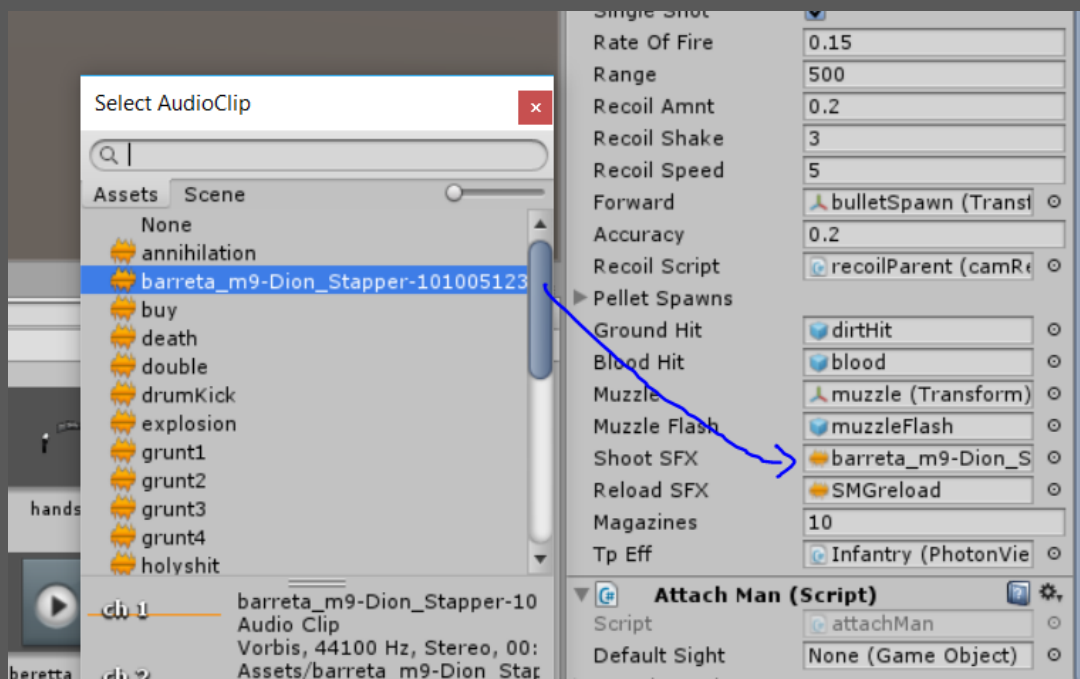 Select AudioClip
Assets Scene
None
annihilation
barreta_m9-Dion_Stapper-101005123
buy
death
double
drumKick
explosion
grunt1
grunt2
grunt3
grunt4
holyshit
ch 1
barreta_m9-Dion_Stapper-10
Audio Clip
Vorbis, 44100 Hz, Stereo, 00:
ch 2
Assets/barreta_m9-Dion_Stap
hands
beretta
Single Shot
Rate Of Fire 0.15
Range 500
Recoil Amnt 0.2
Recoil Shake 3
Recoil Speed 5
Forward bulletSpawn (Transf
Accuracy 0.2
Recoil Script recoilParent (camRe
Pellet Spawns
Ground Hit dirtHit
Blood Hit blood
Muzzle muzzle (Transform)
Muzzle Flash muzzleFlash
Shoot SFX barreta_m9-Dion_S
Reload SFX SMGreload
Magazines 10
Tp Eff Infantry (PhotonVie
Attach Man (Script)
Script attachMan
Default Sight None (Game Object)